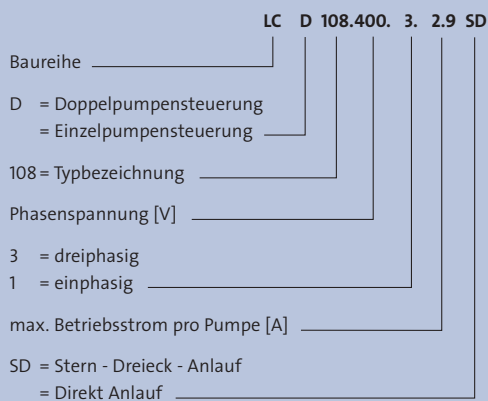 LC D 108.400. 3. 2.9 SD
Baureihe
D = Doppelpumpensteuerung
= Einzelpumpensteuerung
108 = Typbezeichnung
Phasenspannung [V]
3 = dreiphasig
1 = einphasig
max. Betriebsstrom pro Pumpe [A]
SD = Stern - Dreieck - Anlauf
= Direkt Anlauf